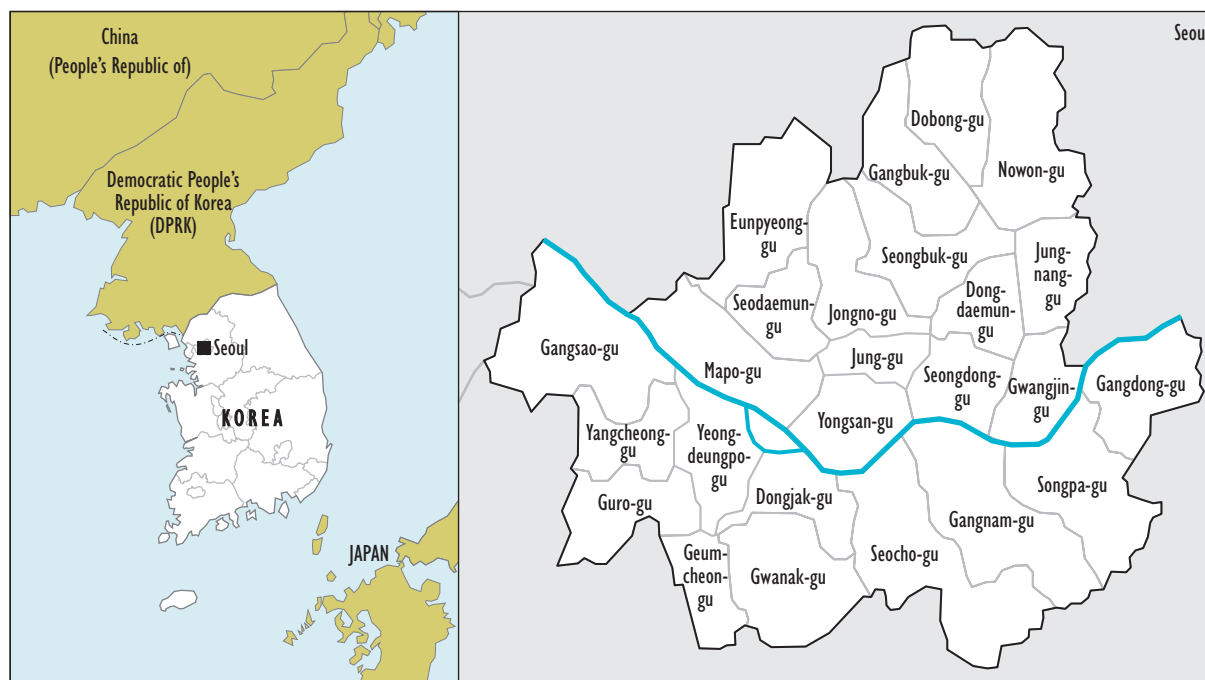 China
(People's Republic of)
Democratic People's
Republic of Korea
(DPRK)
Seoul
KOREA
JAPAN
Seou
Dobong-gu
Gangbuk-gu
Nowon-gu
Eunpyeong-
gu
Seongbuk-gu
Jung-
nang-
gu
Dong-
daemun-
gu
Seodaemun-
gu
Jongno-gu
Gangsao-gu
Mapo-gu
Jung-gu
Seongdong-
gu
Gwangjin-
gu
Gangdong-gu
Yongsan-gu
Yangcheong-
gu
Yeong-
deungpo-
gu
Songpa-gu
Guro-gu
Dongjak-gu
Gangnam-gu
Geum-
cheon-
gu
Gwanak-gu
Seocho-gu